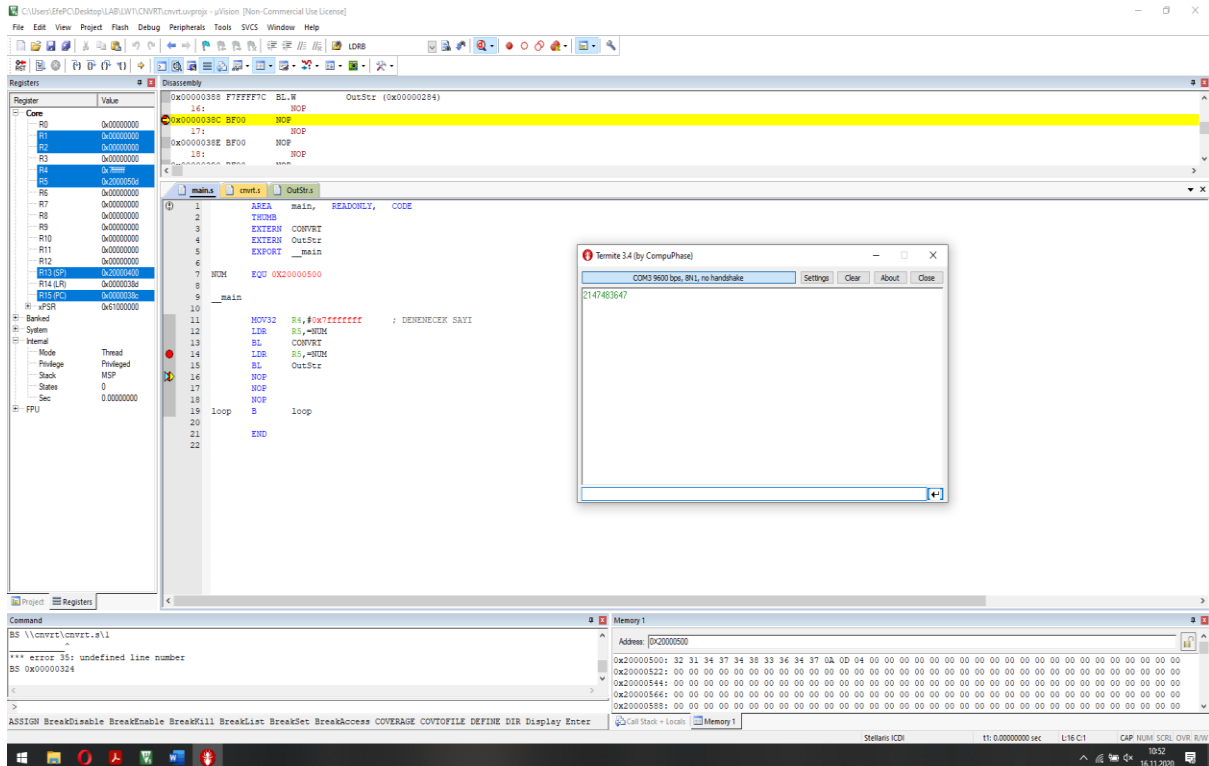 C:\Users\EfePC\Desktop\LAB\LW1\CNVRT\cnvrt.uvprojx - µVision [Non-Commercial Use License]
File Edit View Project Flash Debug Peripherals Tools SVCS Window Help
LDRB
Registers
Register Value
Core
R0 0x00000000
R1 0x00000000
R2 0x00000000
R3 0x00000000
R4 0x7fffffff
R5 0x2000050d
R6 0x00000000
R7 0x00000000
R8 0x00000000
R9 0x00000000
R10 0x00000000
R11 0x00000000
R12 0x00000000
R13 (SP) 0x20000400
R14 (LR) 0x0000038d
R15 (PC) 0x0000038c
xPSR 0x61000000
Banked
System
Internal
Mode Thread
Privilege Privileged
Stack MSP
States 0
Sec 0.00000000
FPU
Project Registers
Disassembly
0x00000388 F7FFFF7C BL.W OutStr (0x00000284)
16: NOP
0x0000038C BF00 NOP
17: NOP
0x0000038E BF00 NOP
18: NOP
main.s cnvrt.s OutStr.s
1 AREA main, READONLY, CODE
2 THUMB
3 EXTERN CONVRT
4 EXTERN OutStr
5 EXPORT __main
6
7 NUM EQU 0X20000500
8
9 __main
10
11 MOV32 R4,#0x7fffffff ; DENENECEK SAYI
12 LDR R5,=NUM
13 BL CONVRT
14 LDR R5,=NUM
15 BL OutStr
16 NOP
17 NOP
18 NOP
19 loop B loop
20
21 END
22
Termite 3.4 (by CompuPhase)
COM3 9600 bps, 8N1, no handshake Settings Clear About Close
2147483647
Command
BS \\cnvrt\cnvrt.s\1
^
*** error 35: undefined line number
BS 0x00000324
>
ASSIGN BreakDisable BreakEnable BreakKill BreakList BreakSet BreakAccess COVERAGE COVTOFILE DEFINE DIR Display Enter
Memory 1
Address: 0X20000500
0x20000500: 32 31 34 37 34 38 33 36 34 37 0A 0D 04 00 00 00 00 00 00 00 00 00 00 00 00 00 00 00 00 00 00 00 00 00
0x20000522: 00 00 00 00 00 00 00 00 00 00 00 00 00 00 00 00 00 00 00 00 00 00 00 00 00 00 00 00 00 00 00 00 00 00
0x20000544: 00 00 00 00 00 00 00 00 00 00 00 00 00 00 00 00 00 00 00 00 00 00 00 00 00 00 00 00 00 00 00 00 00 00
0x20000566: 00 00 00 00 00 00 00 00 00 00 00 00 00 00 00 00 00 00 00 00 00 00 00 00 00 00 00 00 00 00 00 00 00 00
0x20000588: 00 00 00 00 00 00 00 00 00 00 00 00 00 00 00 00 00 00 00 00 00 00 00 00 00 00 00 00 00 00 00 00 00 00
Call Stack + Locals Memory 1
Stellaris ICDI t1: 0.00000000 sec L:16 C:1 CAP NUM SCRL OVR R/W
10:52
16.11.2020